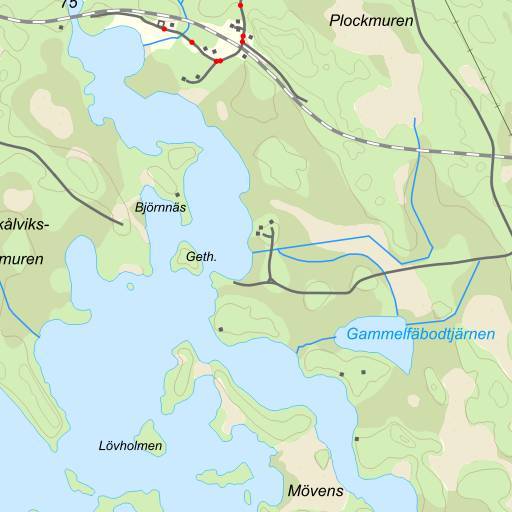 75
Plockmuren
Björnnäs
kålviks-
muren
Geth.
Gammelfäbodtjärnen
Lövholmen
Mövens